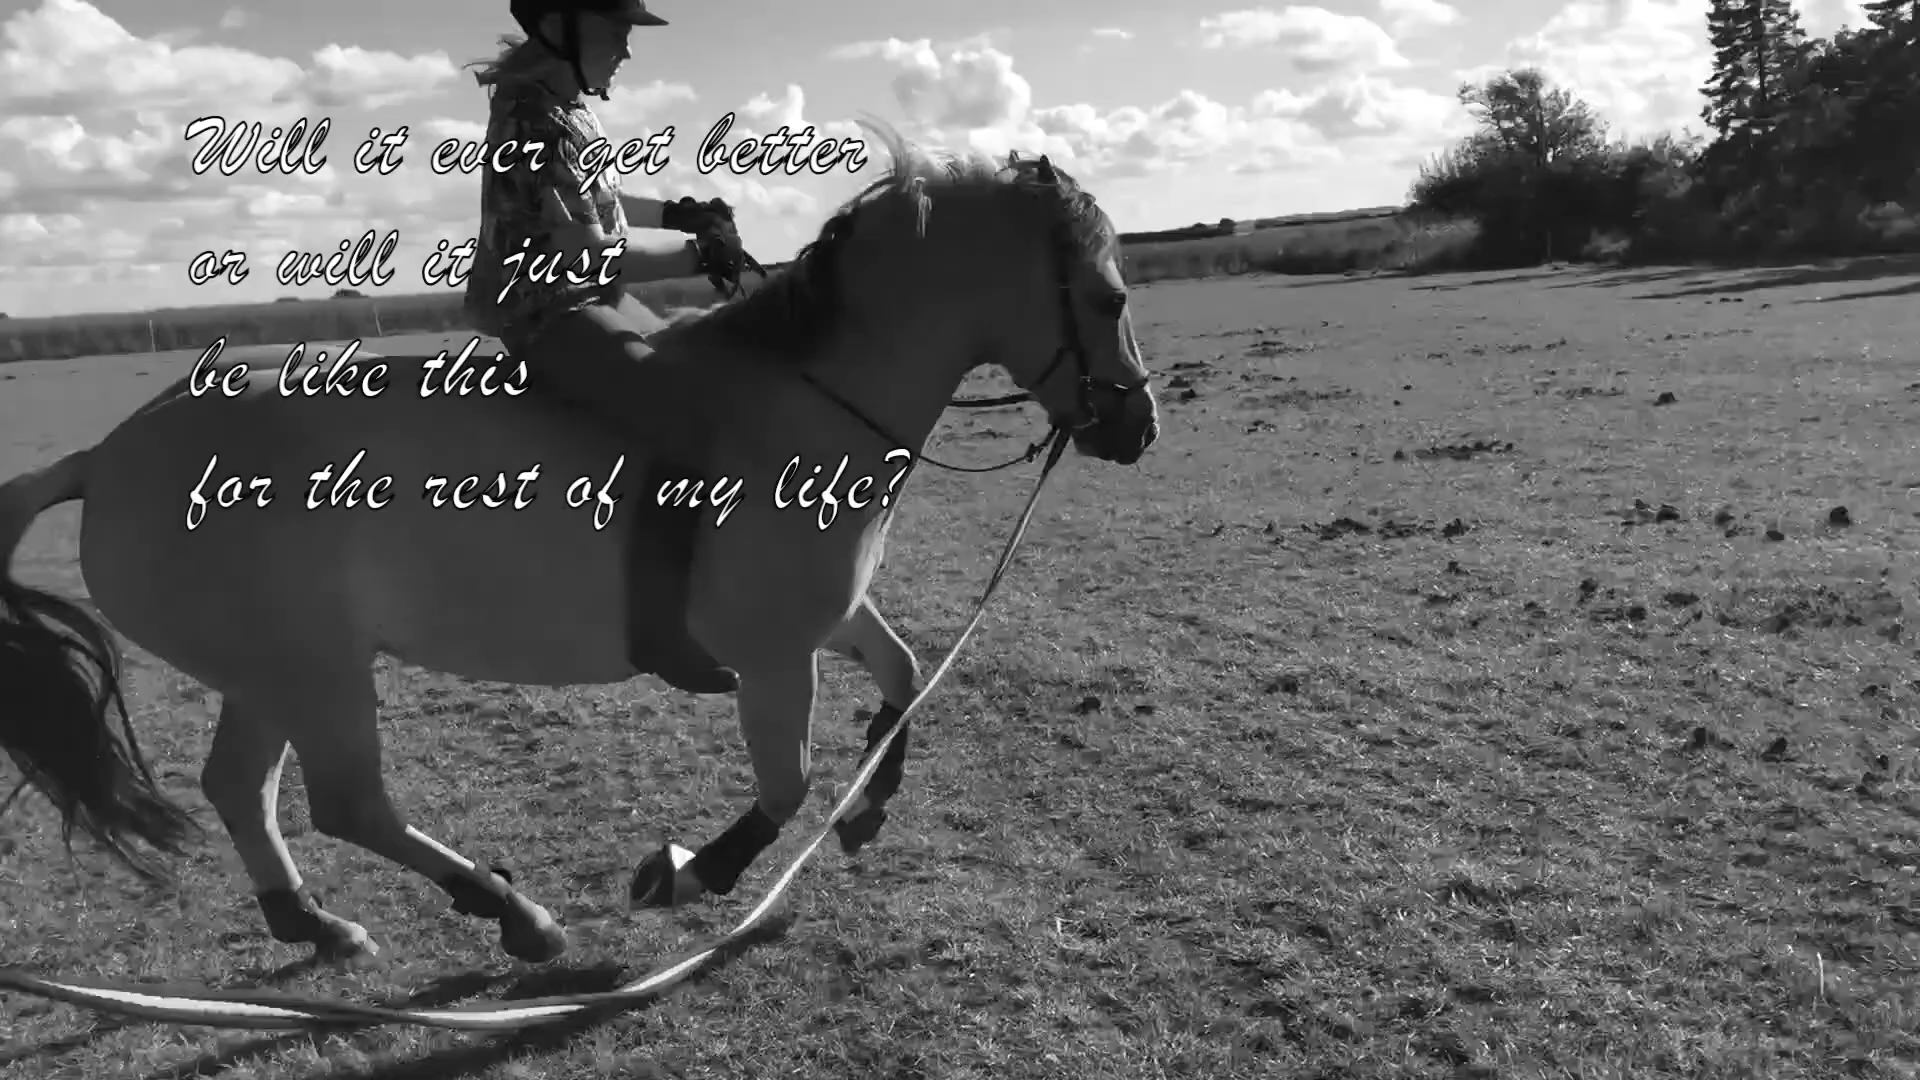 Will it ever get better
or will it just
be like this
for the rest of my life?